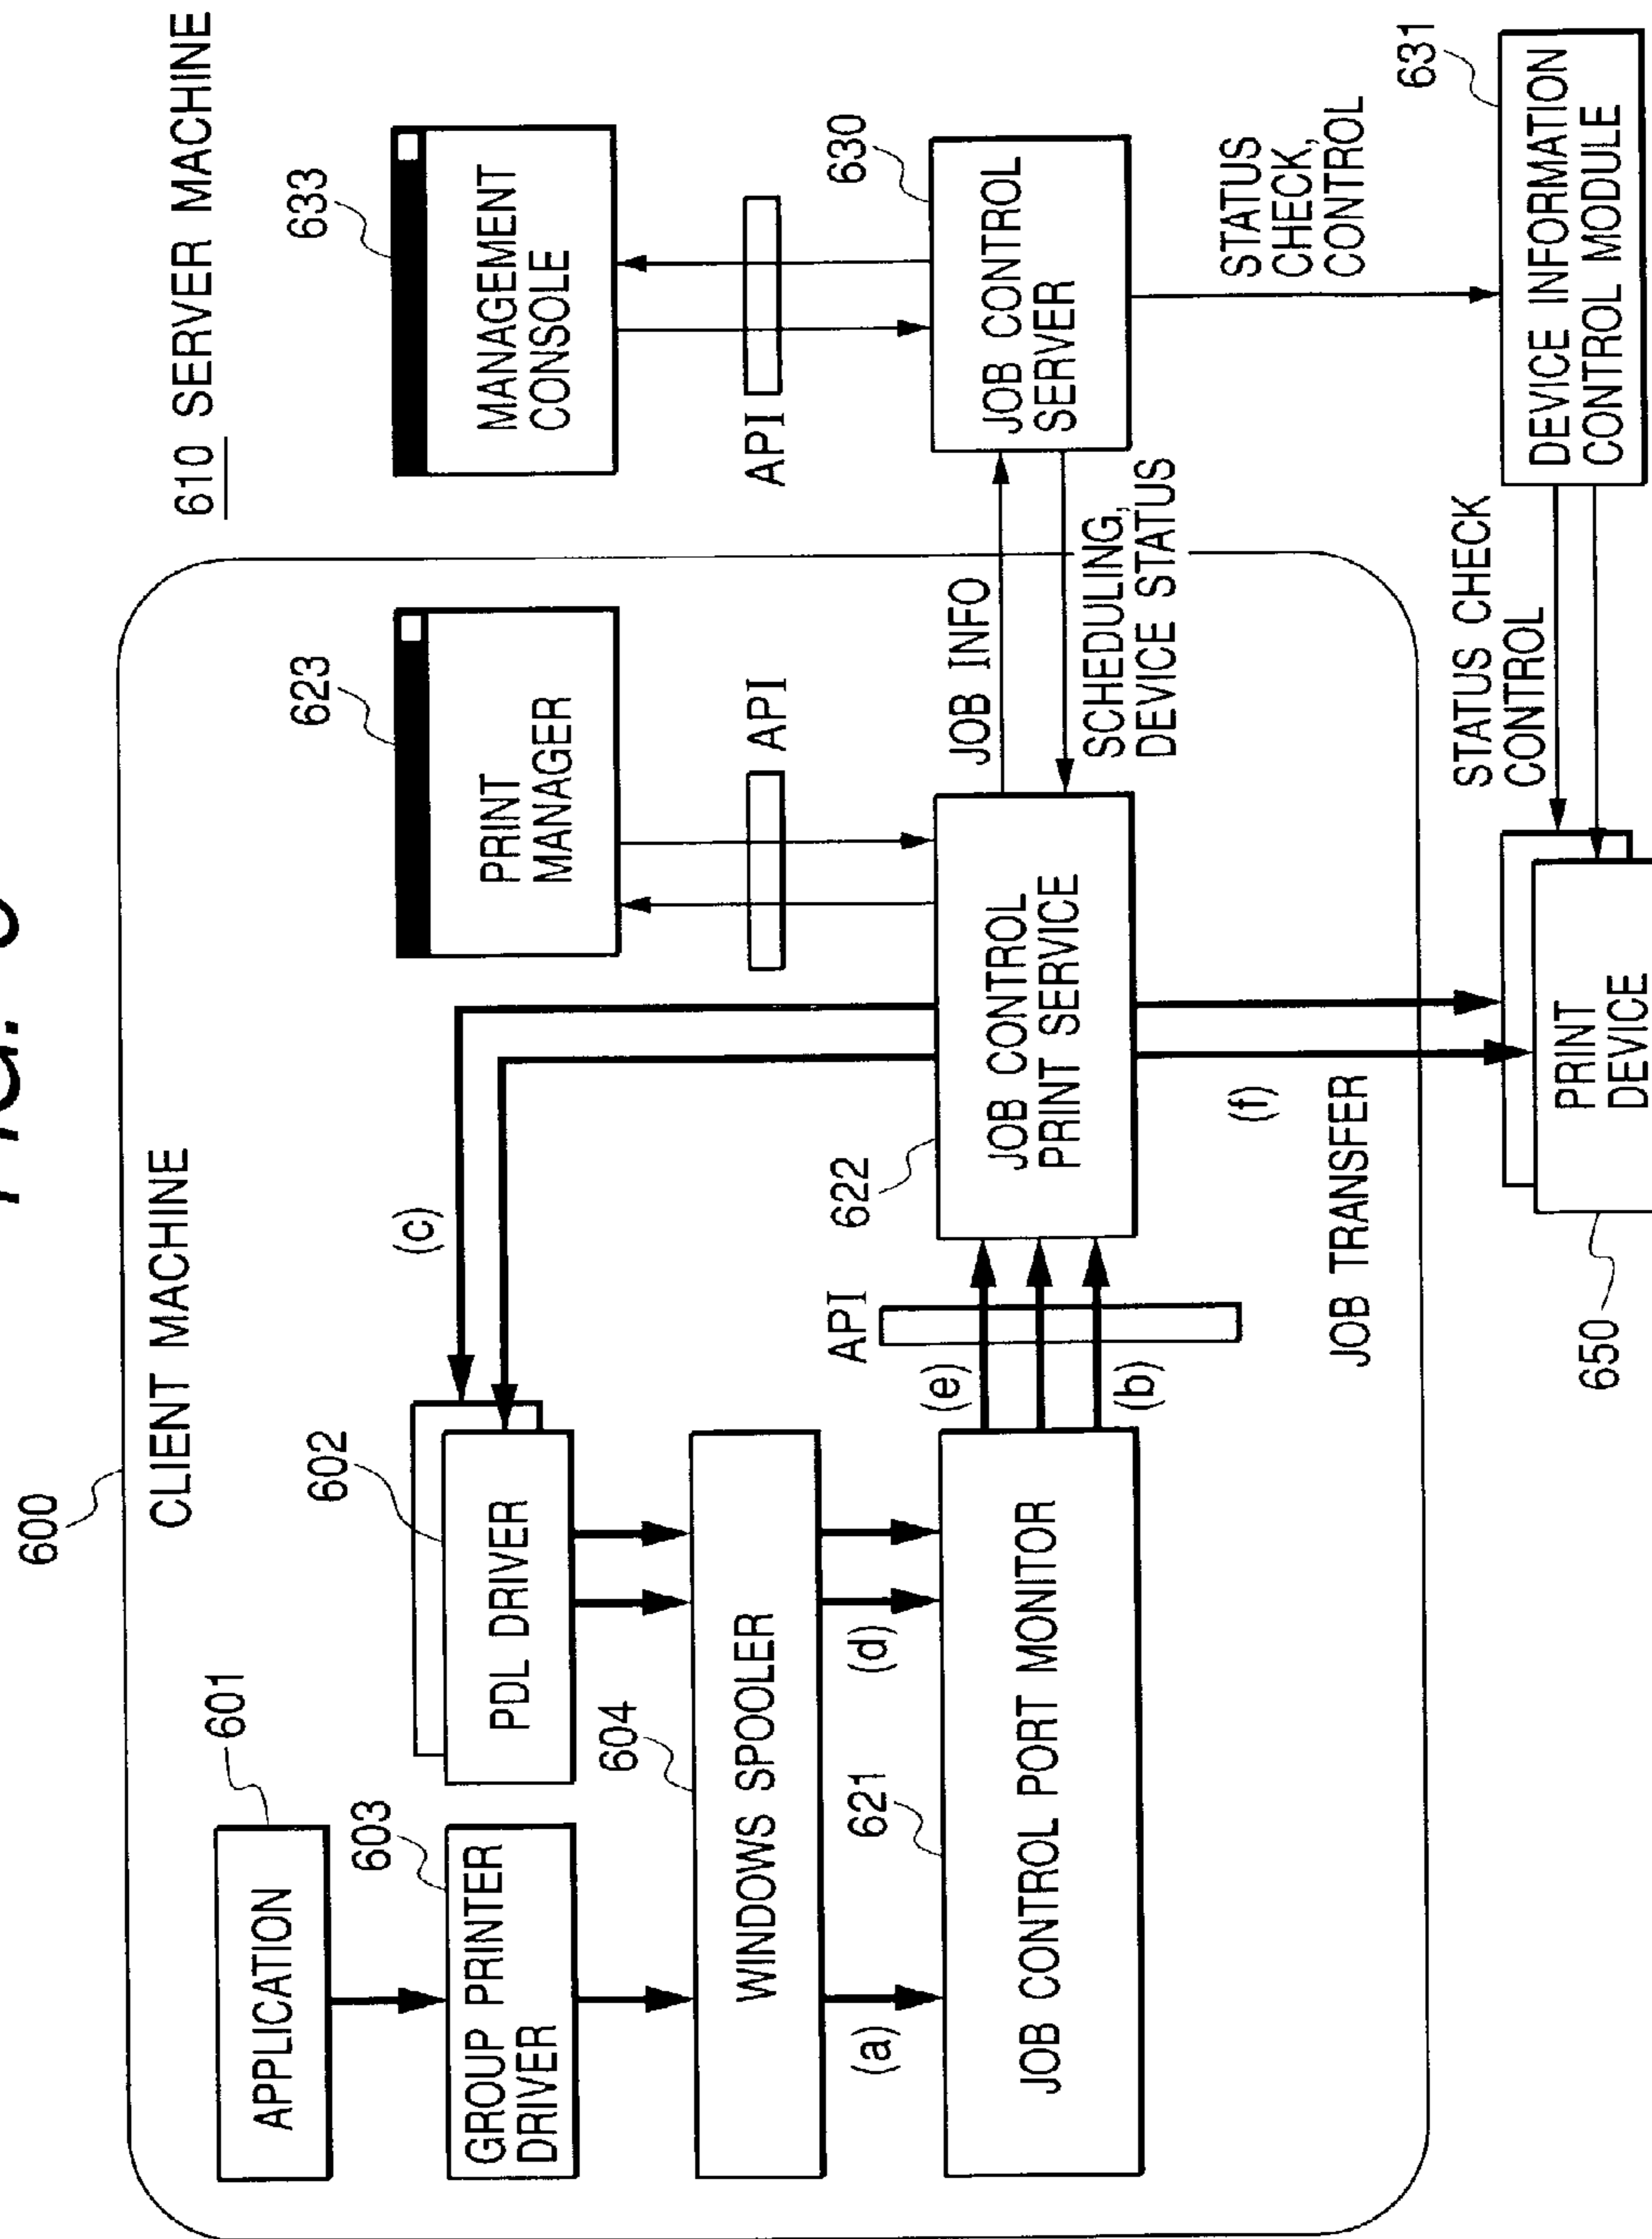 600
CLIENT MACHINE
610 SERVER MACHINE
601
APPLICATION
603
GROUP PRINTER
DRIVER
602
PDL DRIVER
(c)
623
PRINT
MANAGER
633
MANAGEMENT
CONSOLE
604
WINDOWS SPOOLER
API
API
(a)
(d)
621
JOB CONTROL PORT MONITOR
API
(e)
(b)
622
JOB CONTROL
PRINT SERVICE
JOB INFO
SCHEDULING,
DEVICE STATUS
630
JOB CONTROL
SERVER
(f)
JOB TRANSFER
STATUS
CHECK,
CONTROL
650
PRINT
DEVICE
STATUS CHECK
CONTROL
631
DEVICE INFORMATION
CONTROL MODULE